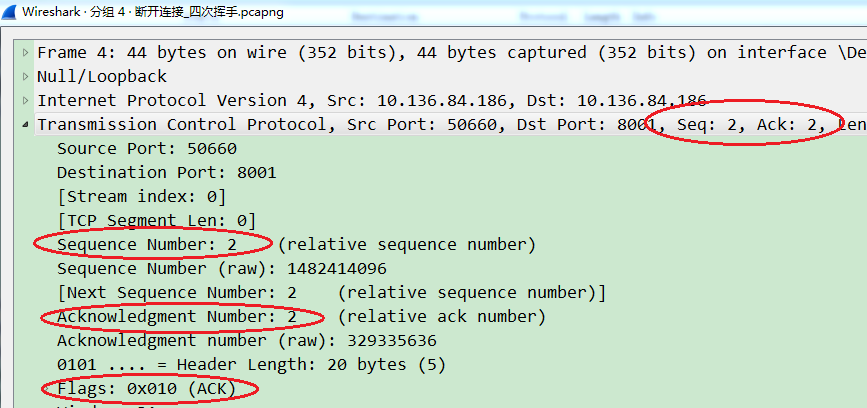 Wireshark · 分组 4 · 断开连接_四次挥手.pcapng
Frame 4: 44 bytes on wire (352 bits), 44 bytes captured (352 bits) on interface \De
Null/Loopback
Internet Protocol Version 4, Src: 10.136.84.186, Dst: 10.136.84.186
Transmission Control Protocol, Src Port: 50660, Dst Port: 8001, Seq: 2, Ack: 2, Len
Source Port: 50660
Destination Port: 8001
[Stream index: 0]
[TCP Segment Len: 0]
Sequence Number: 2 (relative sequence number)
Sequence Number (raw): 1482414096
[Next Sequence Number: 2 (relative sequence number)]
Acknowledgment Number: 2 (relative ack number)
Acknowledgment number (raw): 329335636
0101 .... = Header Length: 20 bytes (5)
Flags: 0x010 (ACK)